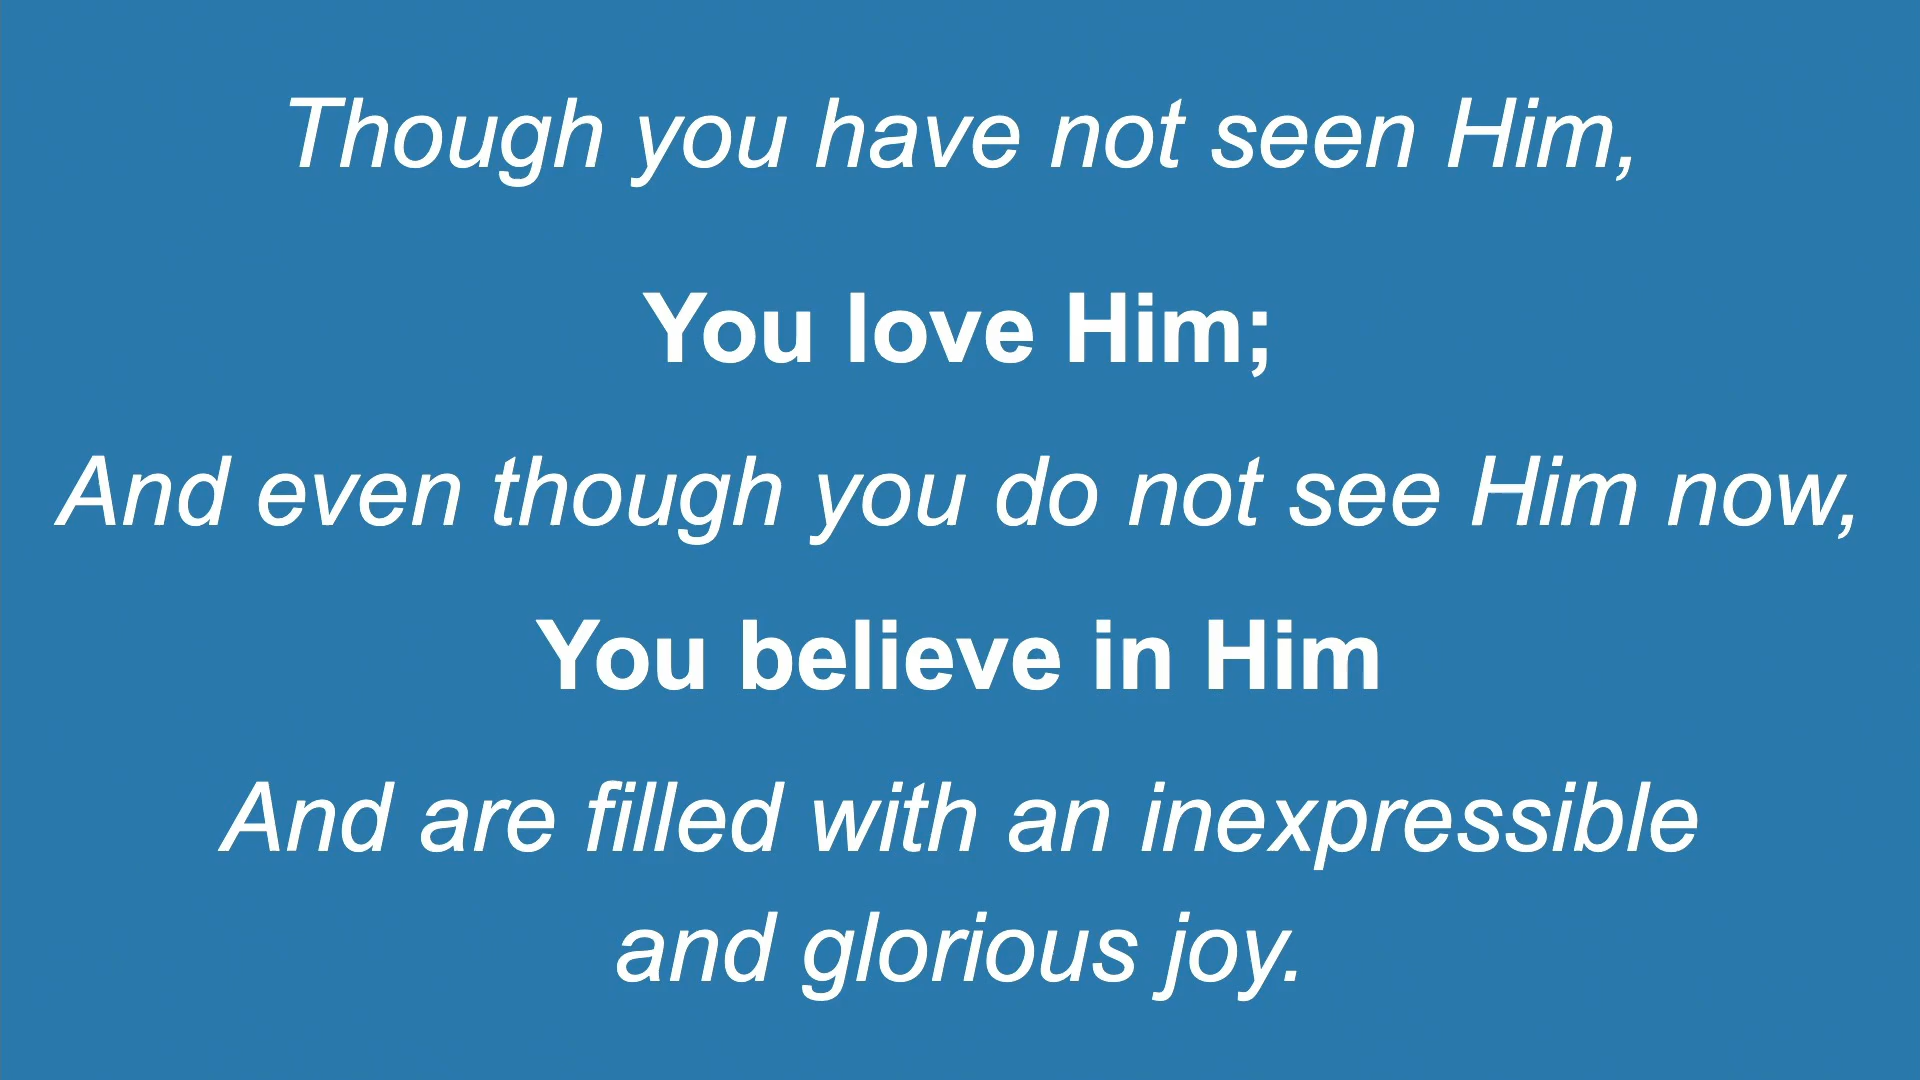 Though you have not seen Him,
You love Him;
And even though you do not see Him now,
You believe in Him
And are filled with an inexpressible
and glorious joy.